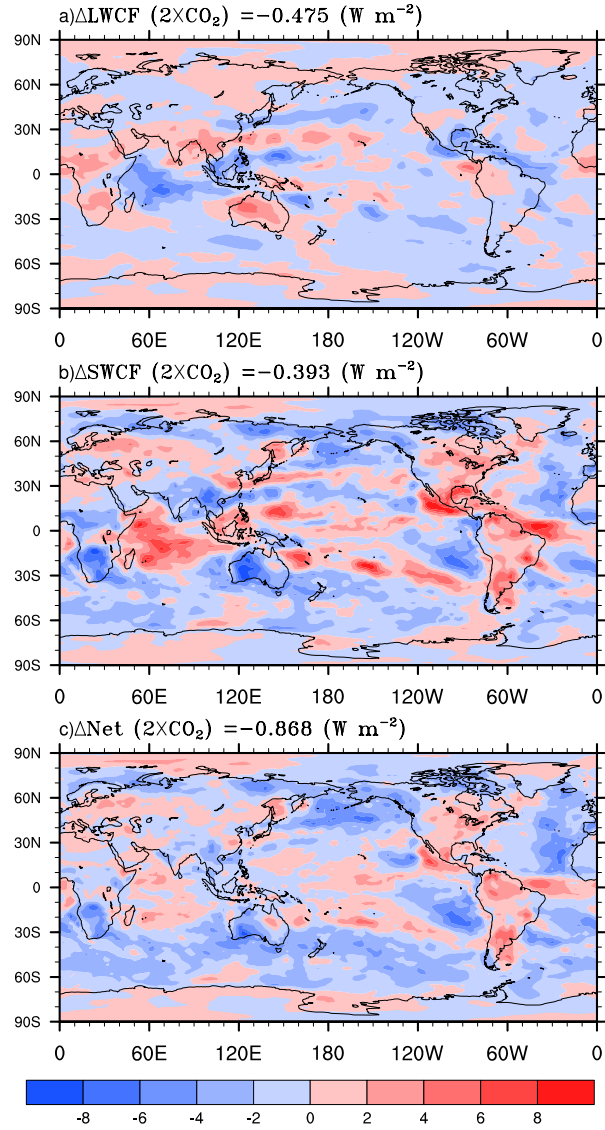 a)ΔLWCF (2×CO₂) =−0.475 (W m⁻²)
90N
60N
30N
0
30S
60S
90S
0 60E 120E 180 120W 60W 0
b)ΔSWCF (2×CO₂) =−0.393 (W m⁻²)
90N
60N
30N
0
30S
60S
90S
0 60E 120E 180 120W 60W 0
c)ΔNet (2×CO₂) =−0.868 (W m⁻²)
90N
60N
30N
0
30S
60S
90S
0 60E 120E 180 120W 60W 0
-8 -6 -4 -2 0 2 4 6 8